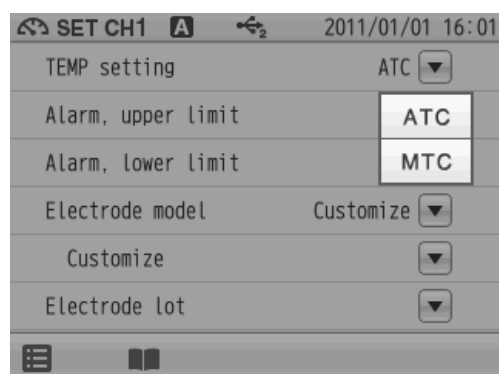 SET CH1 A 2 2011/01/01 16:01
TEMP setting ATC
Alarm, upper limit ATC
Alarm, lower limit MTC
Electrode model Customize
Customize
Electrode lot